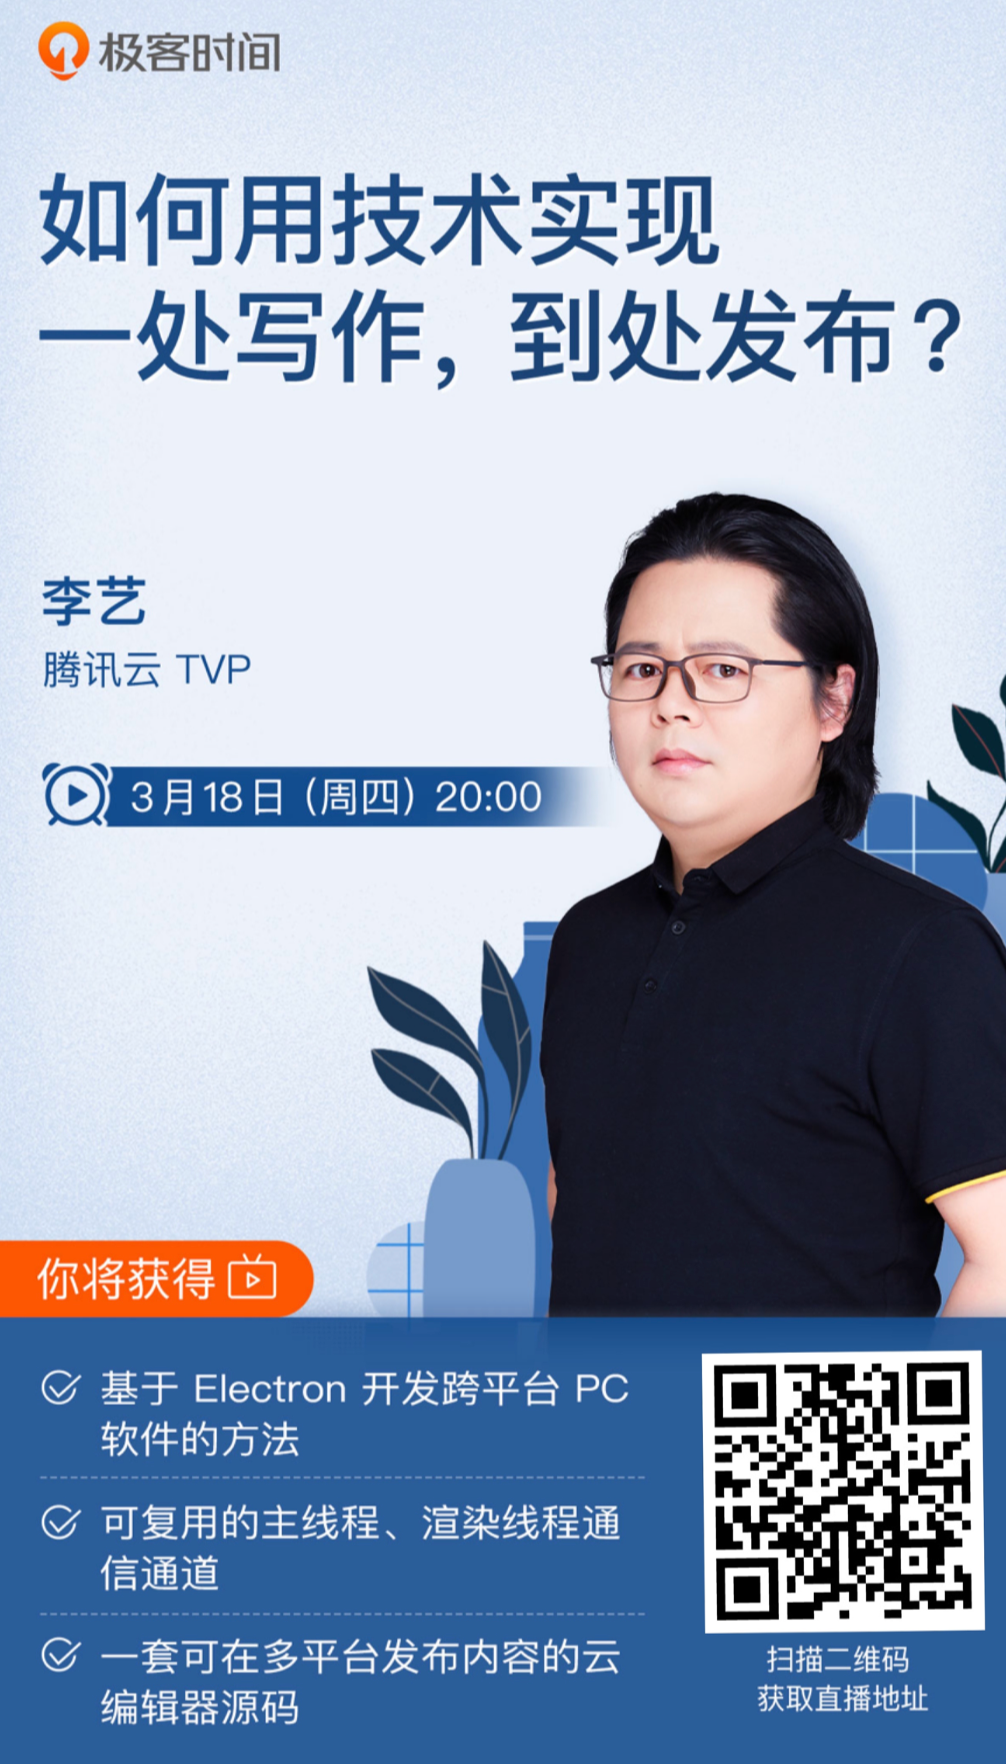 极客时间
如何用技术实现
一处写作，到处发布？
李艺
腾讯云 TVP
3月18日（周四）20:00
你将获得
基于 Electron 开发跨平台 PC
软件的方法
可复用的主线程、渲染线程通
信通道
一套可在多平台发布内容的云
编辑器源码
扫描二维码
获取直播地址